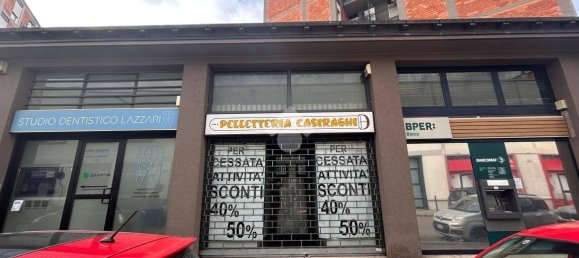 STUDIO DENTISTICO LAZZARI
PELLETTERIA CASIRAGHI
BPER:
Banca
BANCOMAT
PER
CESSATA
ATTIVITA'
SCONTI
40%
50%
PER
CESSATA
ATTIVITA'
SCONTI
40%
50%